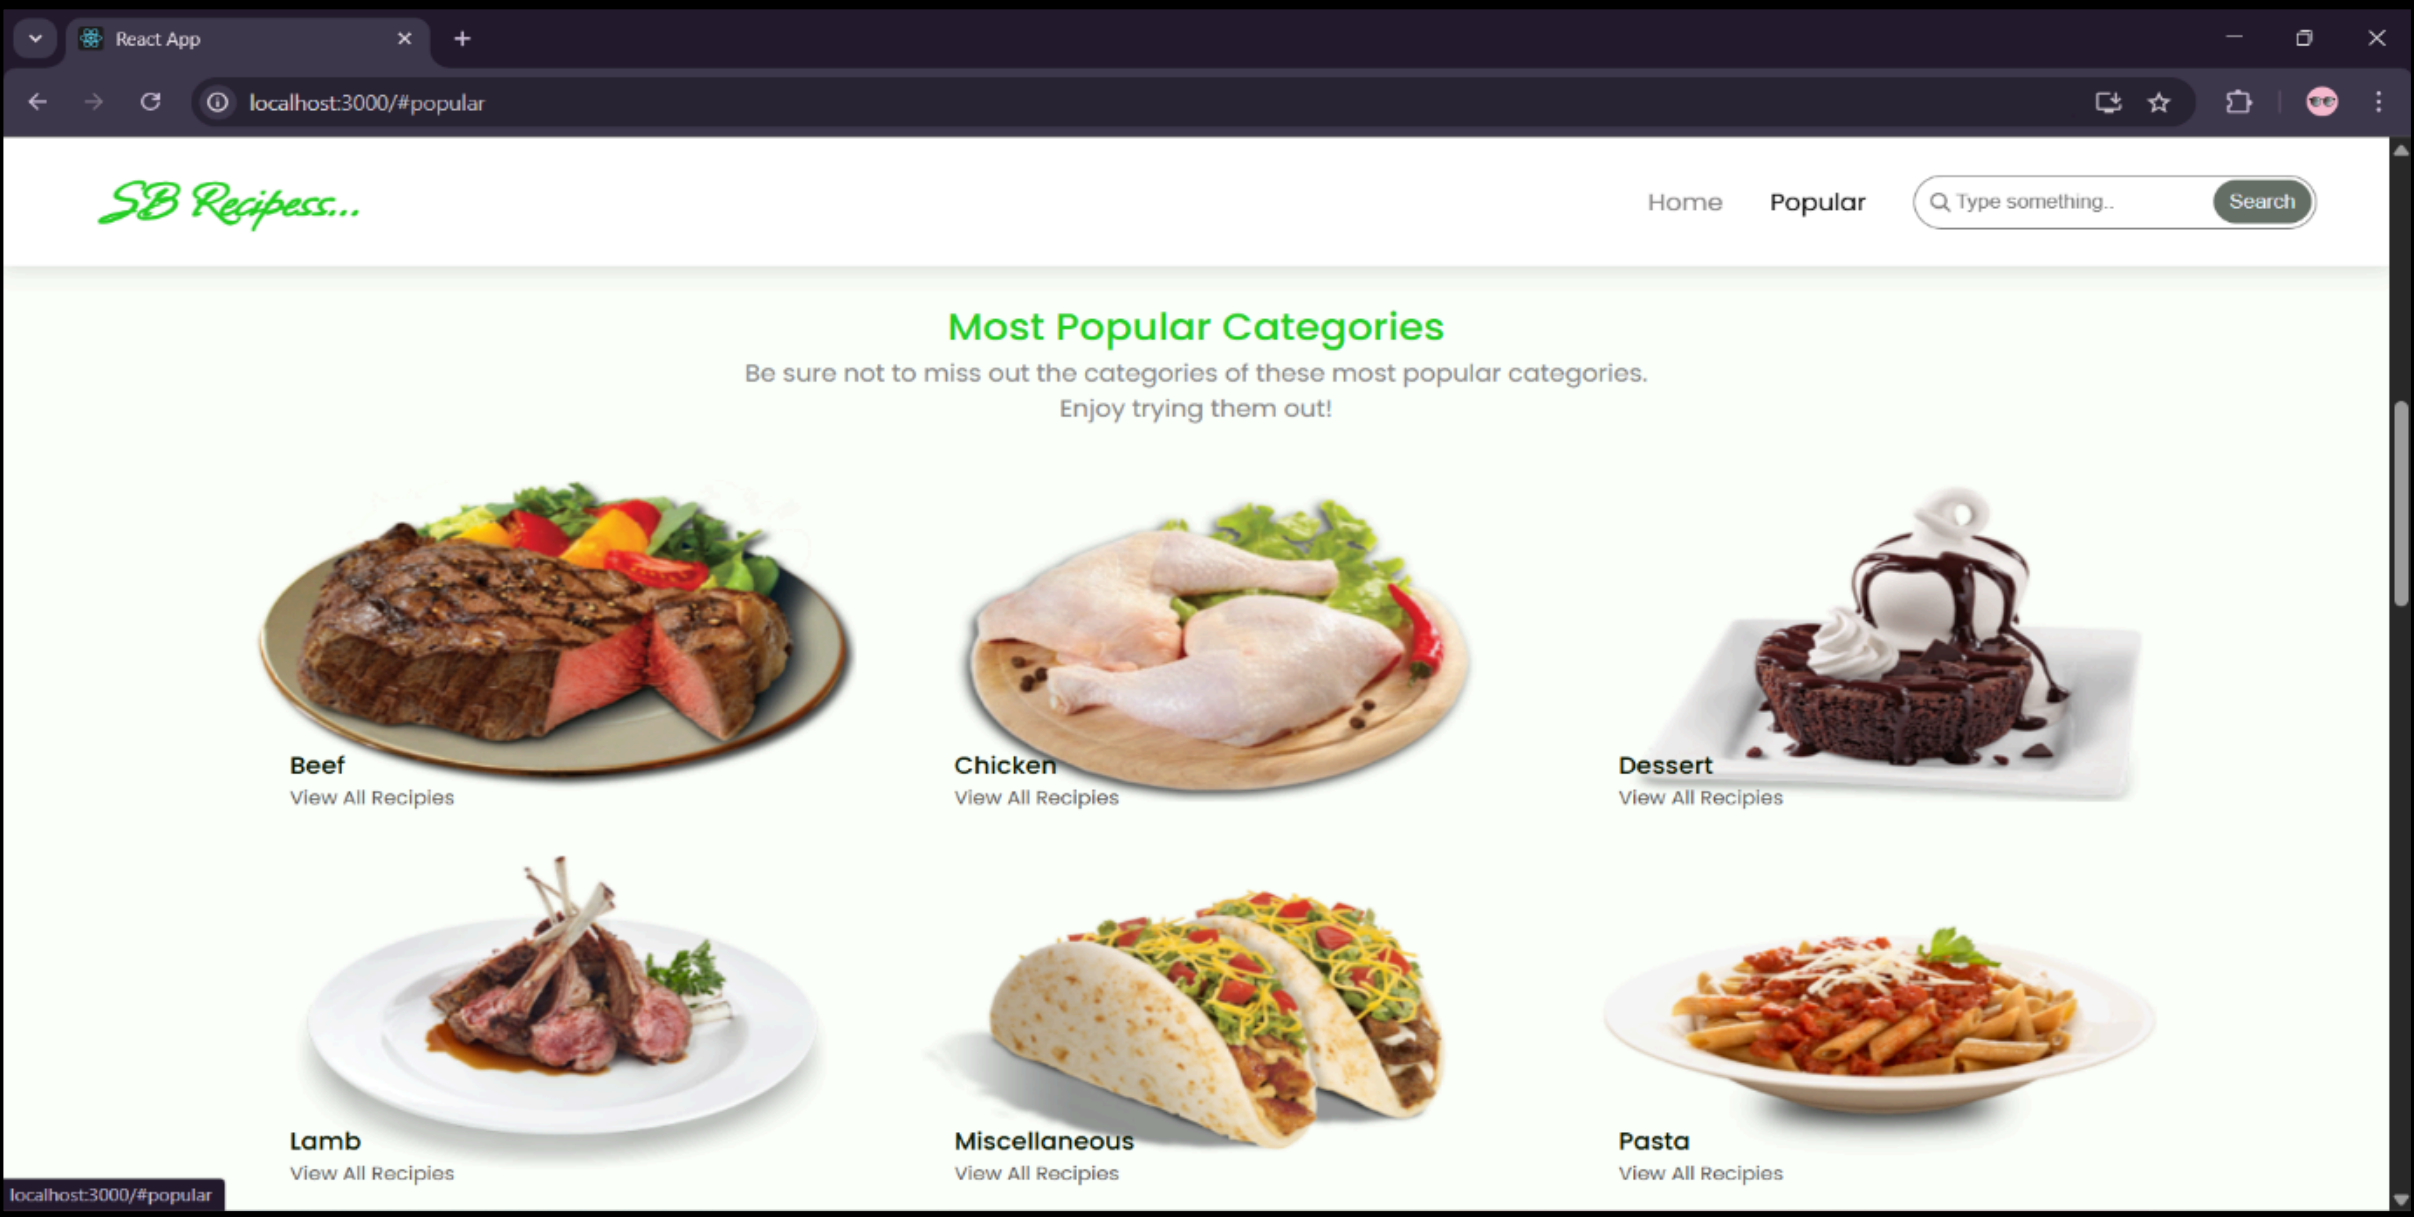 React App
localhost:3000/#popular
SB Recipess...
Home
Popular
Type something..
Search
Most Popular Categories
Be sure not to miss out the categories of these most popular categories.
Enjoy trying them out!
Beef
View All Recipies
Chicken
View All Recipies
Dessert
View All Recipies
Lamb
View All Recipies
Miscellaneous
View All Recipies
Pasta
View All Recipies
localhost:3000/#popular